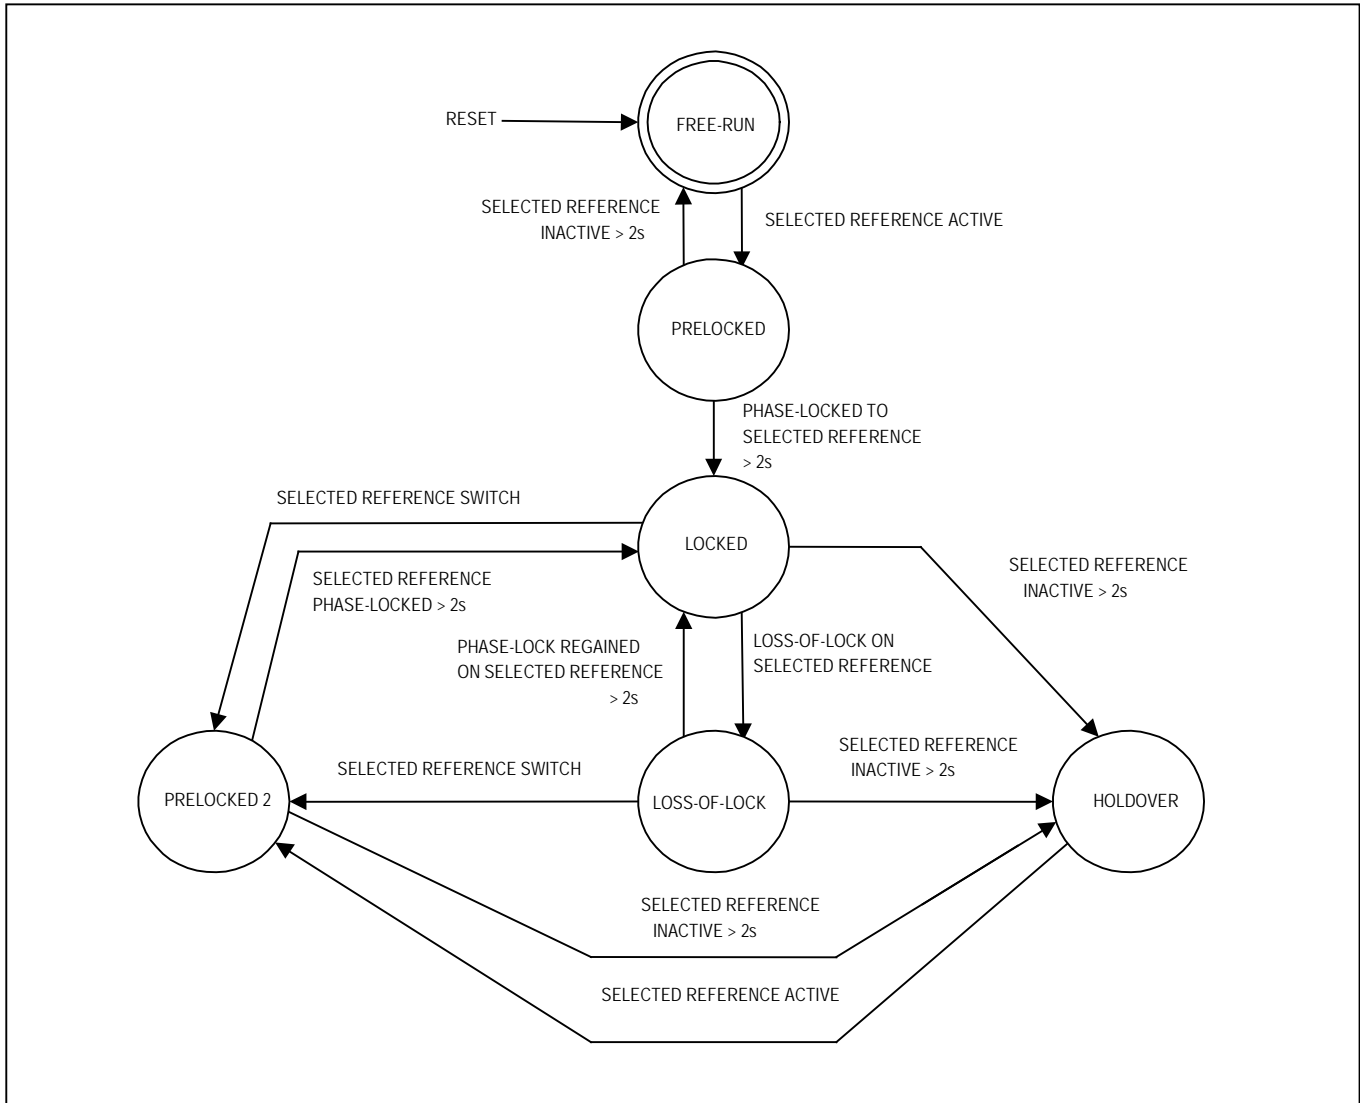 RESET
FREE-RUN
SELECTED REFERENCE
INACTIVE > 2s
SELECTED REFERENCE ACTIVE
PRELOCKED
PHASE-LOCKED TO
SELECTED REFERENCE
> 2s
SELECTED REFERENCE SWITCH
LOCKED
SELECTED REFERENCE
PHASE-LOCKED > 2s
SELECTED REFERENCE
INACTIVE > 2s
PHASE-LOCK REGAINED
ON SELECTED REFERENCE
> 2s
LOSS-OF-LOCK ON
SELECTED REFERENCE
SELECTED REFERENCE SWITCH
SELECTED REFERENCE
INACTIVE > 2s
PRELOCKED 2
LOSS-OF-LOCK
HOLDOVER
SELECTED REFERENCE
INACTIVE > 2s
SELECTED REFERENCE ACTIVE